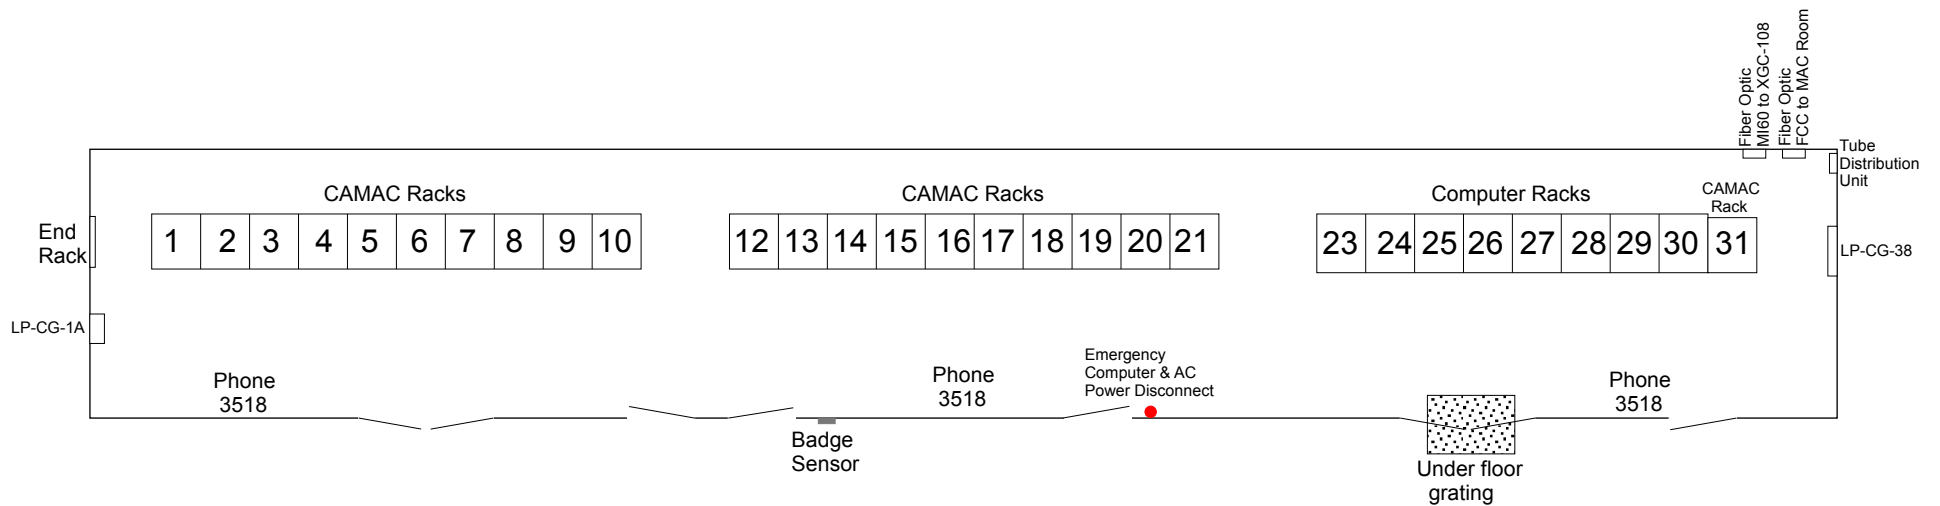 Fiber Optic
MI60 to XGC-108
Fiber Optic
FCC to MAC Room
Tube
Distribution
Unit
CAMAC Racks
CAMAC Racks
Computer Racks
CAMAC
Rack
End
Rack
1 2 3 4 5 6 7 8 9 10
12 13 14 15 16 17 18 19 20 21
23 24 25 26 27 28 29 30 31
LP-CG-38
LP-CG-1A
Phone
3518
Phone
3518
Emergency
Computer & AC
Power Disconnect
Phone
3518
Badge
Sensor
Under floor
grating